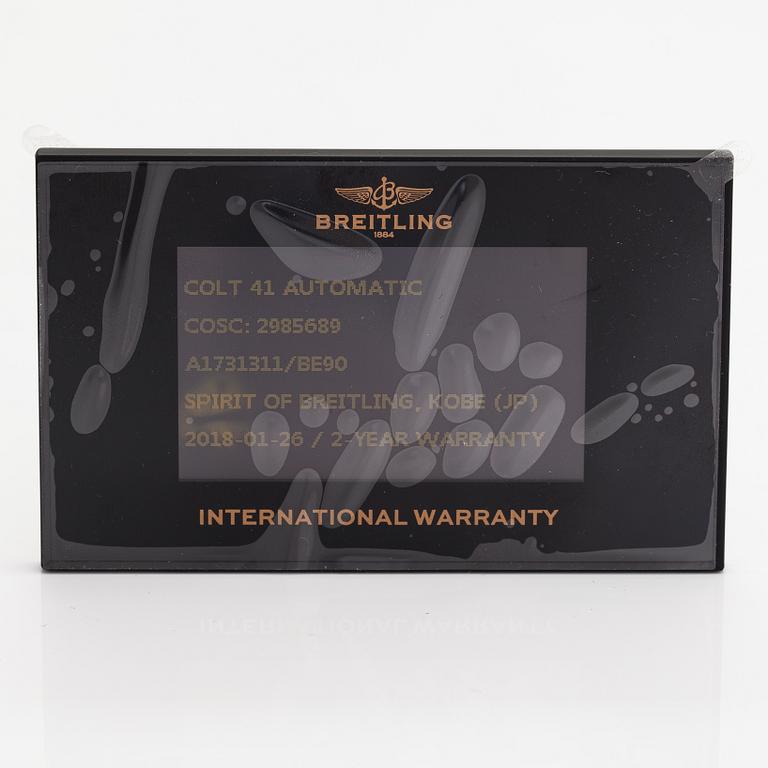 BREITLING
1884
COLT 41 AUTOMATIC
COSC: 2985689
A1731311/BE90
SPIRIT OF BREITLING, KOBE (JP)
2018-01-26 / 2-YEAR WARRANTY
INTERNATIONAL WARRANTY